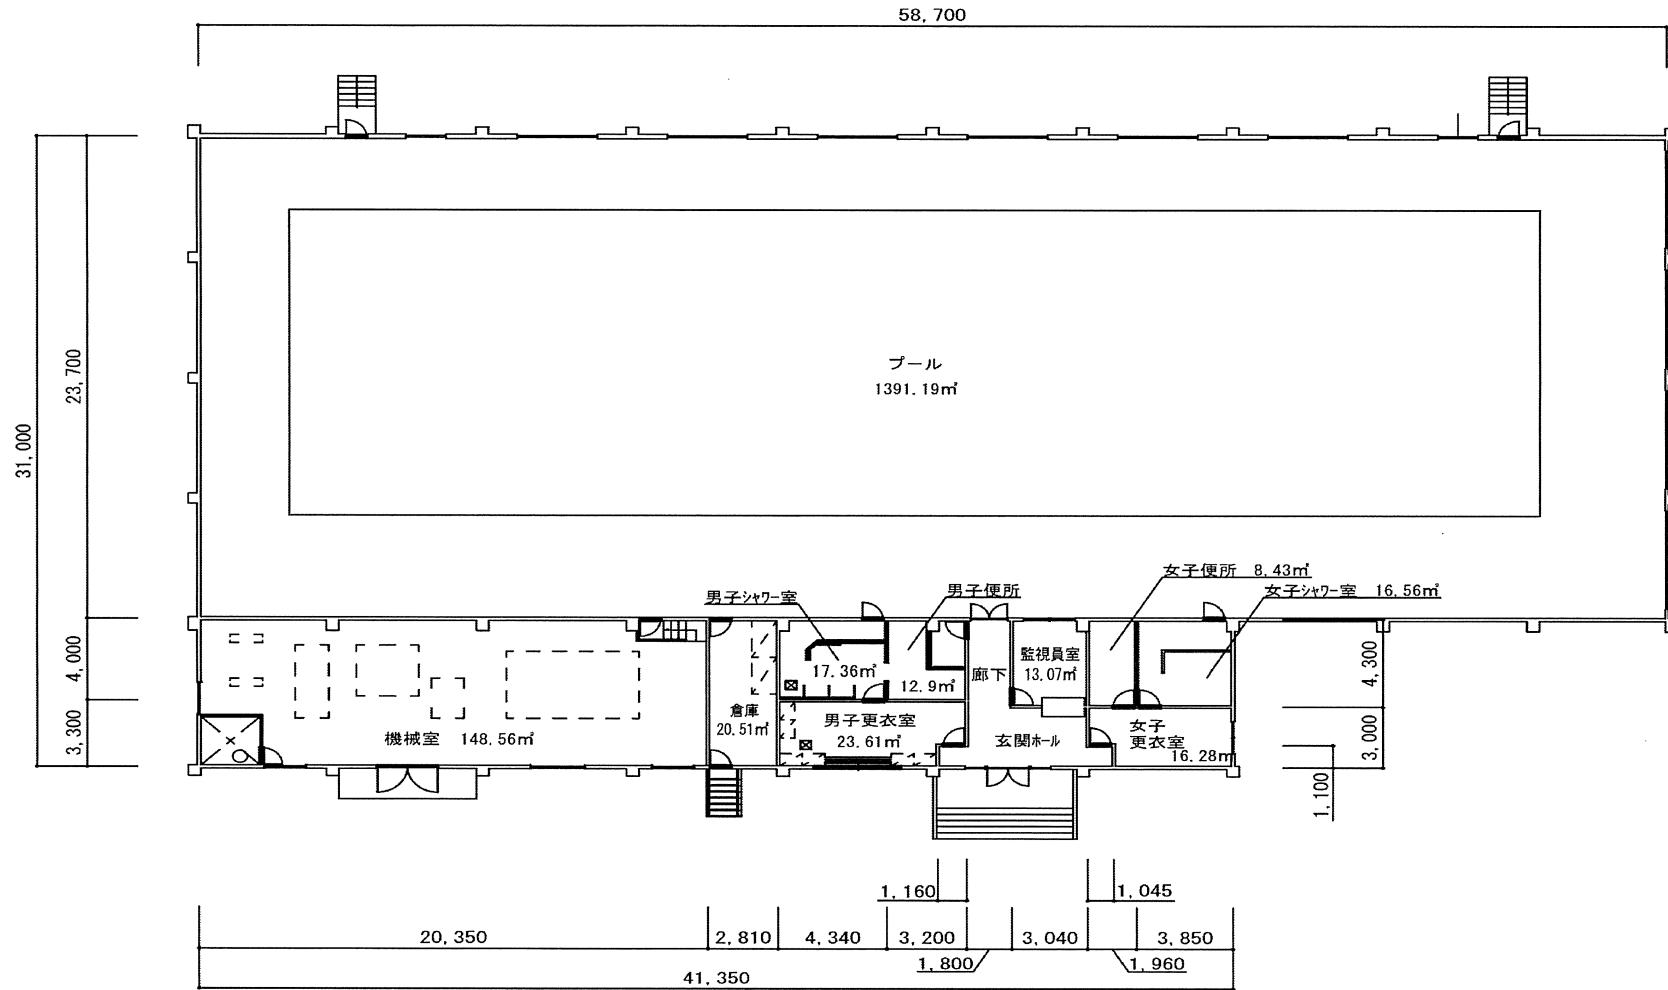 58,700
31,000
23,700
4,000
3,300
プール
1391.19㎡
女子便所 8.43㎡
女子シャワー室 16.56㎡
男子シャワー室
男子便所
17.36㎡
12.9㎡
廊下
監視員室
13.07㎡
倉庫
20.51㎡
機械室 148.56㎡
男子更衣室
23.61㎡
玄関ホール
女子
更衣室
16.28㎡
4,300
3,000
1,100
1,160
1,045
20,350
2,810
4,340
3,200
3,040
3,850
1,800
1,960
41,350